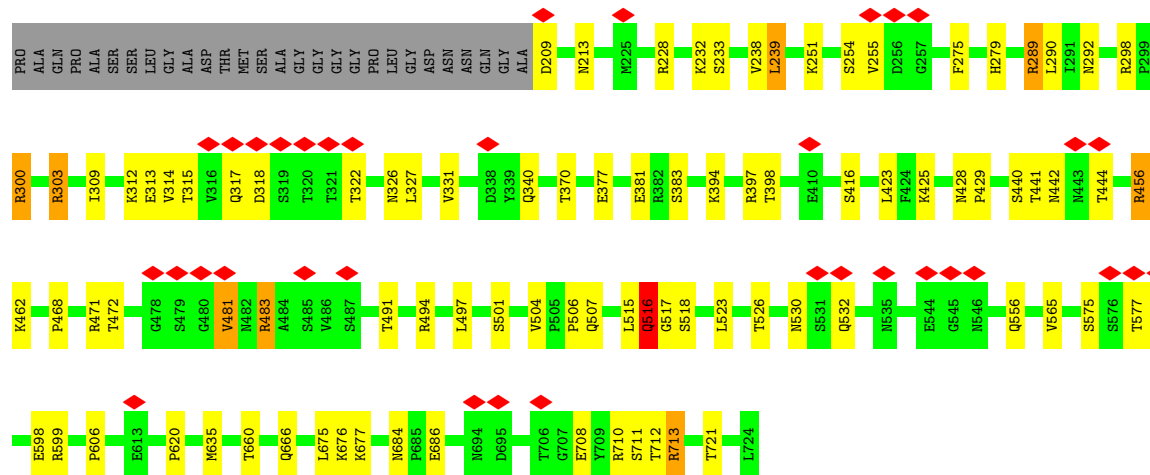 PRO ALA GLN PRO ALA SER SER LEU GLY ALA ASP THR MET SER ALA GLY GLY GLY GLY PRO LEU GLY ASP ASN ASN GLN GLY ALA D209 N213 M225 R228 K232 S233 V238 L239 K251 S254 V255 D256 G257 F275 H279 R289 L290 I291 N292 R298 P299
R300 R303 I309 K312 E313 V314 T315 V316 Q317 D318 S319 T320 T321 T322 N326 L327 V331 D338 Y339 Q340 T370 E377 E381 R382 S383 K394 R397 T398 E410 S416 L423 F424 K425 N428 P429 S440 T441 N442 N443 T444 R456
K462 P468 R471 T472 G478 S479 G480 V481 N482 R483 A484 S485 V486 S487 T491 R494 L497 S501 V504 P505 P506 Q507 L515 Q516 G517 S518 L523 T526 N530 S531 Q532 N535 E544 G545 N546 Q556 V565 S575 S576 T577
E598 R599 P606 E613 P620 M635 T660 Q666 L675 K676 K677 N684 P685 E686 N694 D695 T706 G707 E708 Y709 R710 S711 T712 R713 T721 L724